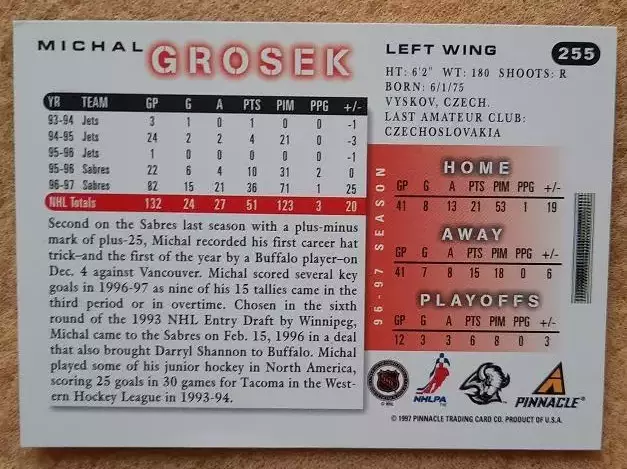 MICHAL GROSEK
LEFT WING
255
HT: 6'2" WT: 180 SHOOTS: R
BORN: 6/1/75
VYSKOV, CZECH.
LAST AMATEUR CLUB:
CZECHOSLOVAKIA
YR TEAM GP G A PTS PIM PPG +/-
93-94 Jets 3 1 0 1 0 0 -1
94-95 Jets 24 2 2 4 21 0 -3
95-96 Jets 1 0 0 0 0 0 -1
95-96 Sabres 22 6 4 10 31 2 0
96-97 Sabres 82 15 21 36 71 1 25
NHL Totals 132 24 27 51 123 3 20
Second on the Sabres last season with a plus-minus
mark of plus-25, Michal recorded his first career hat
trick–and the first of the year by a Buffalo player–on
Dec. 4 against Vancouver. Michal scored several key
goals in 1996-97 as nine of his 15 tallies came in the
third period or in overtime. Chosen in the sixth
round of the 1993 NHL Entry Draft by Winnipeg,
Michal came to the Sabres on Feb. 15, 1996 in a deal
that also brought Darryl Shannon to Buffalo. Michal
played some of his junior hockey in North America,
scoring 25 goals in 30 games for Tacoma in the West-
ern Hockey League in 1993-94.
96-97 SEASON
HOME
GP G A PTS PIM PPG +/-
41 8 13 21 53 1 19
AWAY
GP G A PTS PIM PPG +/-
41 7 8 15 18 0 6
PLAYOFFS
GP G A PTS PIM PPG +/-
12 3 3 6 8 0 3
NHLPA
PINNACLE
© 1997 PINNACLE TRADING CARD CO. PRODUCT OF U.S.A.